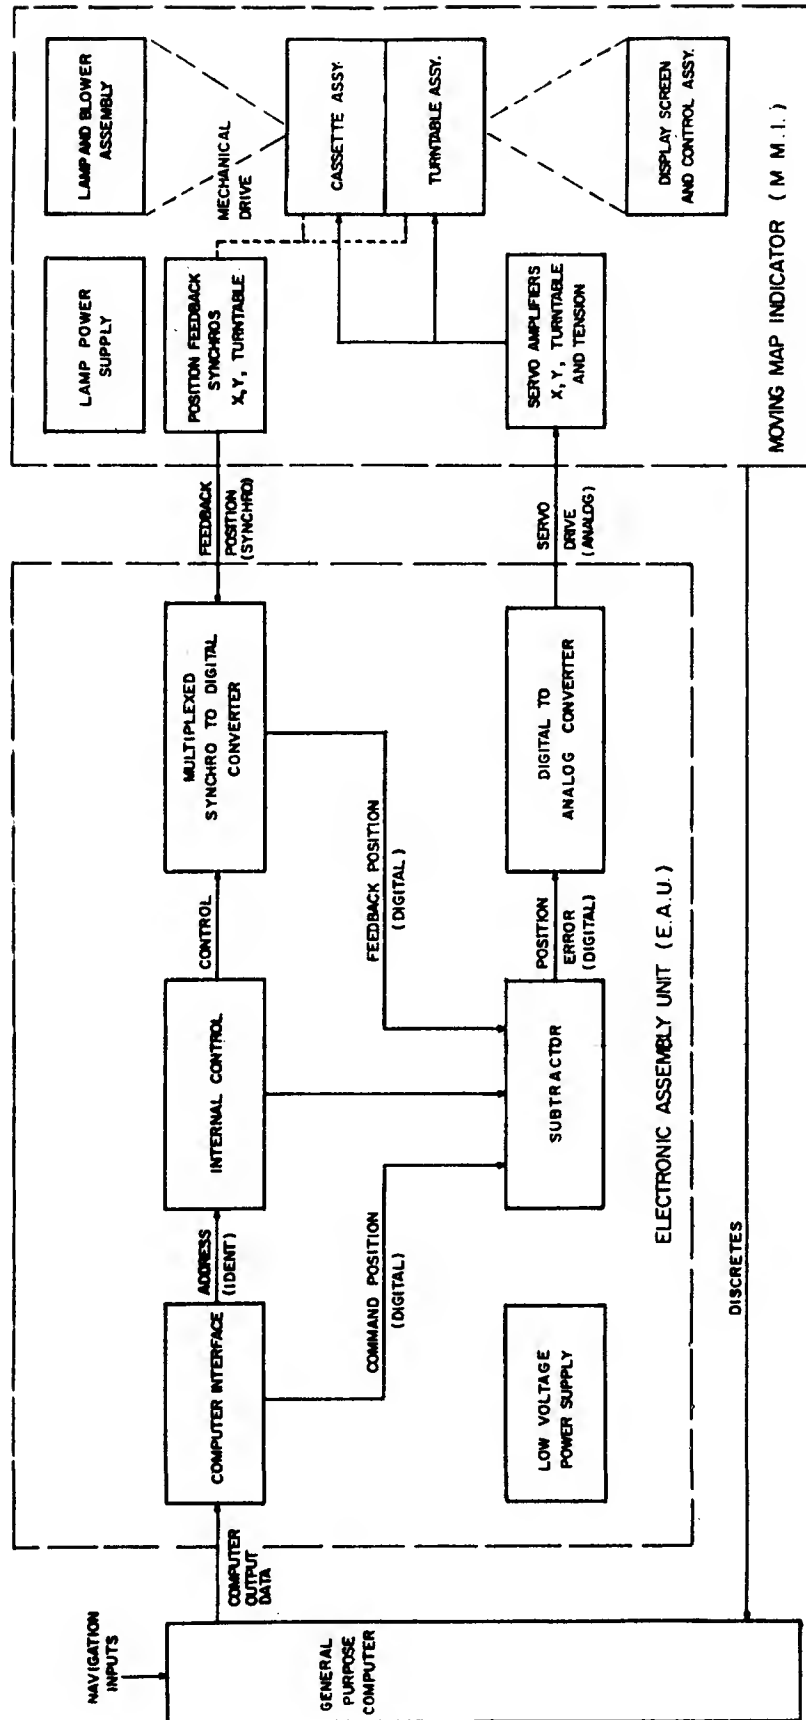 NAVIGATION
INPUTS
GENERAL
PURPOSE
COMPUTER
COMPUTER
OUTPUT
DATA
COMPUTER INTERFACE
ADDRESS
(IDENT)
INTERNAL CONTROL
CONTROL
MULTIPLEXED
SYNCHRO TO DIGITAL
CONVERTER
FEEDBACK
POSITION
(SYNCHRO)
POSITION FEEDBACK
SYNCHROS
X,Y, TURNTABLE
LAMP POWER
SUPPLY
LAMP AND BLOWER
ASSEMBLY
MECHANICAL
DRIVE
CASSETTE ASSY.
TURNTABLE ASSY.
DISPLAY SCREEN
AND CONTROL ASSY.
COMMAND POSITION
(DIGITAL)
FEEDBACK POSITION
(DIGITAL)
LOW VOLTAGE
POWER SUPPLY
SUBTRACTOR
POSITION
ERROR
(DIGITAL)
DIGITAL TO
ANALOG CONVERTER
SERVO
DRIVE
(ANALOG)
SERVO AMPLIFIERS
X,Y, TURNTABLE
AND TENSION
ELECTRONIC ASSEMBLY UNIT (E.A.U.)
DISCRETES
MOVING MAP INDICATOR (M M.I.)